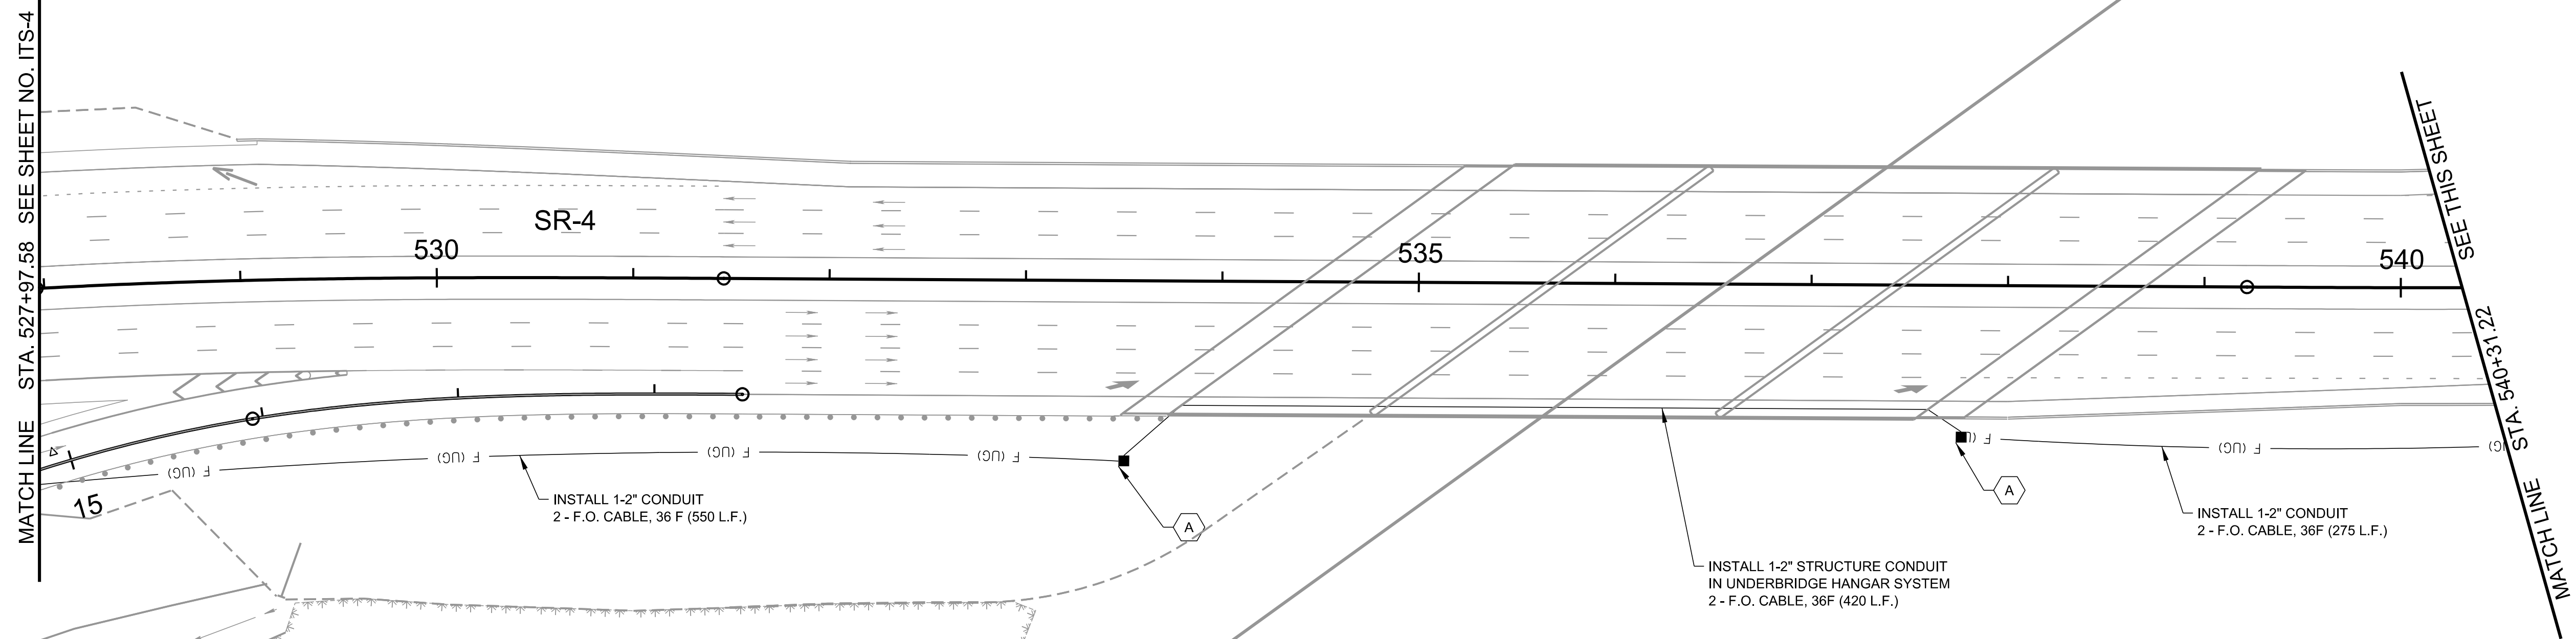 MATCH LINE STA. 527+97.58 SEE SHEET NO. ITS-4
SR-4
530
535
540
15
F (UG)
F (UG)
F (UG)
F (UG)
F (U
F (UG)
UG)
INSTALL 1-2" CONDUIT
2 - F.O. CABLE, 36 F (550 L.F.)
A
INSTALL 1-2" STRUCTURE CONDUIT
IN UNDERBRIDGE HANGAR SYSTEM
2 - F.O. CABLE, 36F (420 L.F.)
A
INSTALL 1-2" CONDUIT
2 - F.O. CABLE, 36F (275 L.F.)
MATCH LINE STA. 540+31.22 SEE THIS SHEET